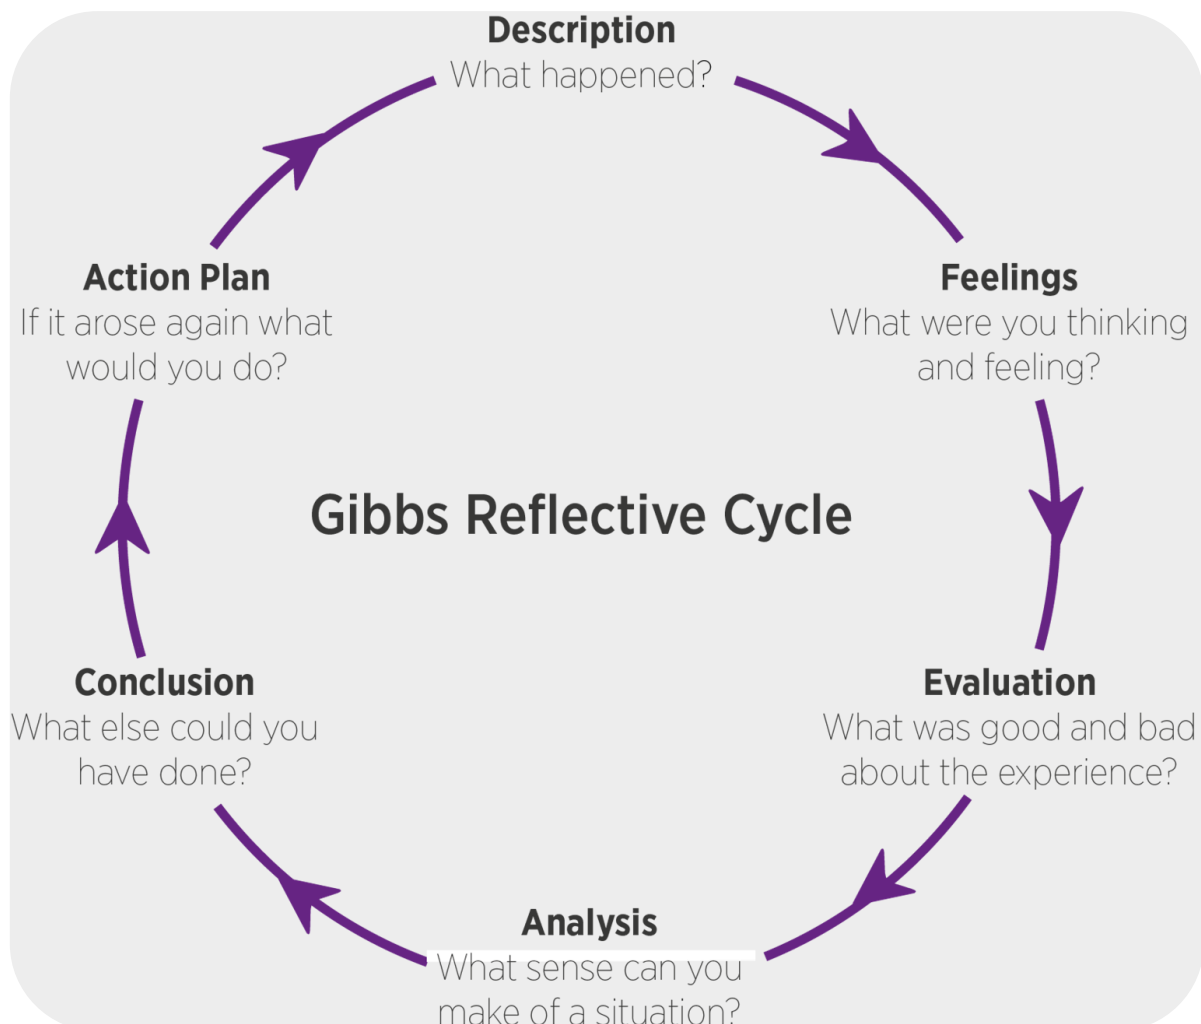 Description
What happened?
Feelings
What were you thinking
and feeling?
Evaluation
What was good and bad
about the experience?
Analysis
What sense can you
make of a situation?
Conclusion
What else could you
have done?
Action Plan
If it arose again what
would you do?
Gibbs Reflective Cycle